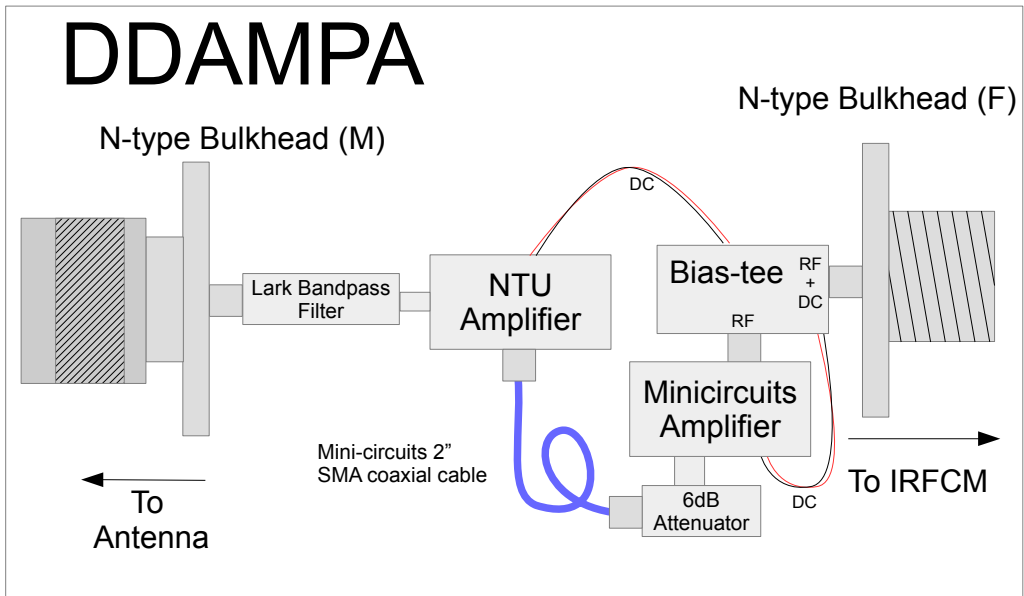 DDAMPA
N-type Bulkhead (F)
N-type Bulkhead (M)
DC
Lark Bandpass
Filter
NTU
Amplifier
Bias-tee
RF
+
DC
RF
Minicircuits
Amplifier
Mini-circuits 2”
SMA coaxial cable
6dB
Attenuator
DC
To IRFCM
To
Antenna